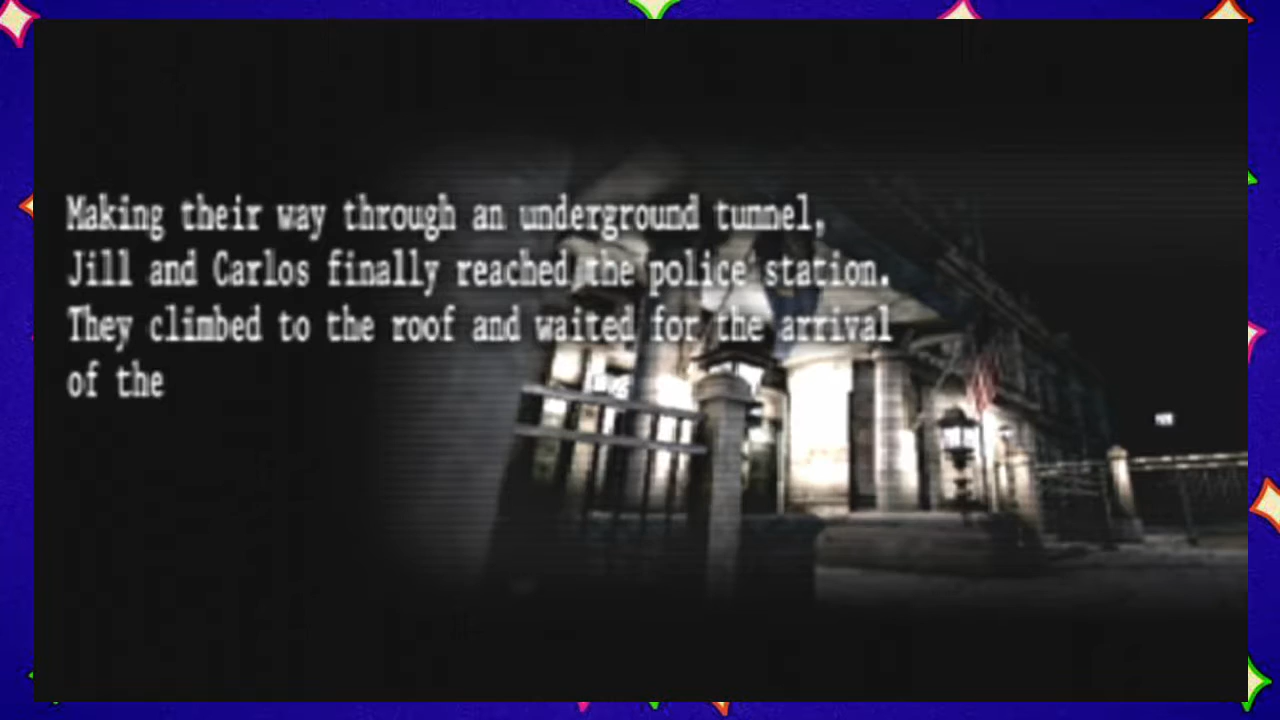 Making their way through an underground tunnel,
Jill and Carlos finally reached the police station.
They climbed to the roof and waited for the arrival
of the